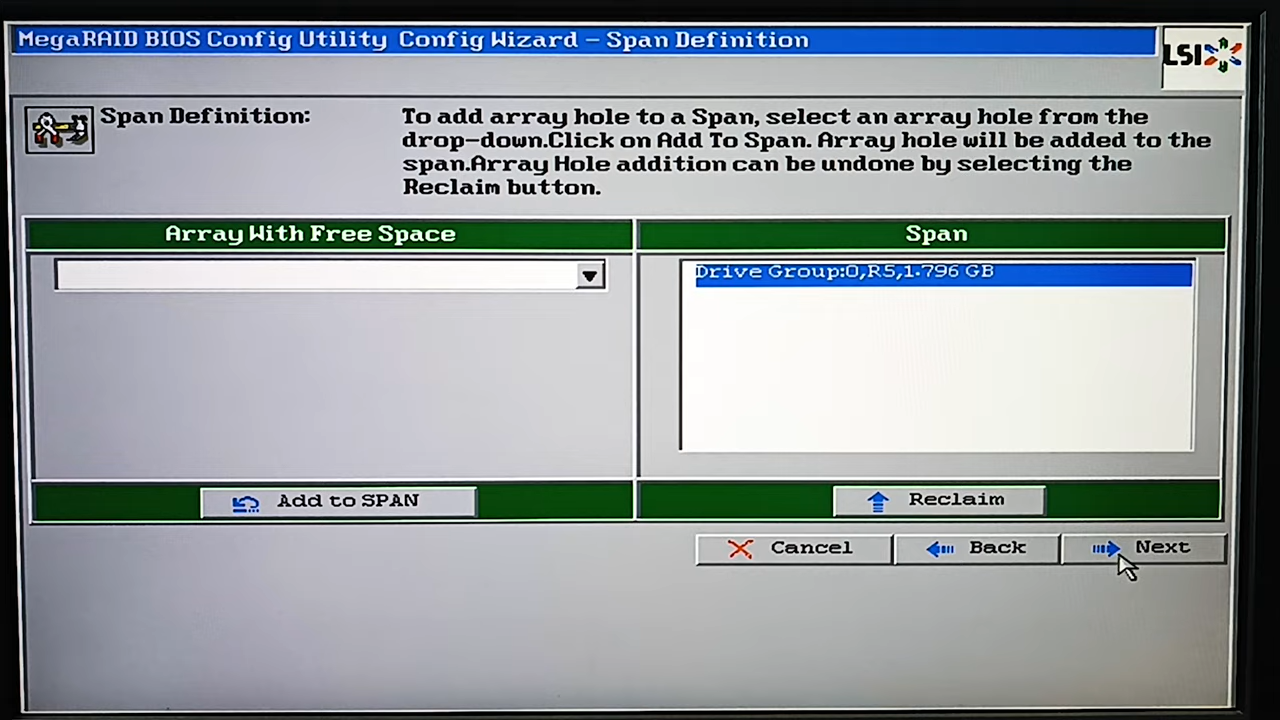 MegaRAID BIOS Config Utility Config Wizard - Span Definition
LSI
Span Definition:
To add array hole to a Span, select an array hole from the
drop-down.Click on Add To Span. Array hole will be added to the
span.Array Hole addition can be undone by selecting the
Reclaim button.
Array With Free Space
Span
Drive Group:0,R5,1.796 GB
Add to SPAN
Reclaim
Cancel
Back
Next